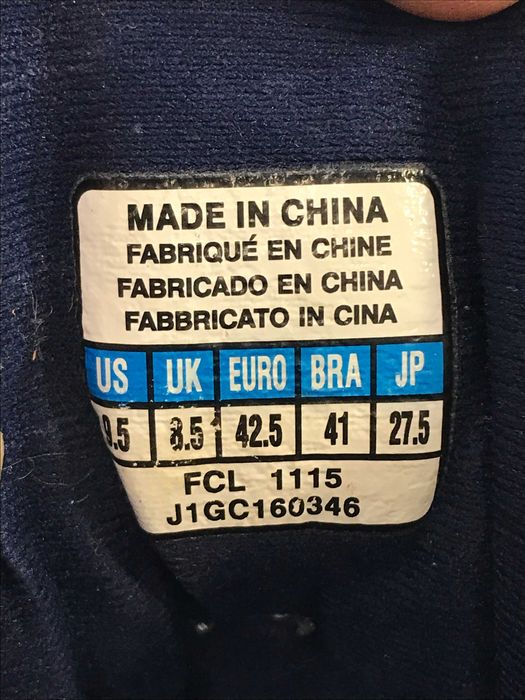 MADE IN CHINA
FABRIQUÉ EN CHINE
FABRICADO EN CHINA
FABBRICATO IN CINA
US UK EURO BRA JP
9.5 8.5 42.5 41 27.5
FCL 1115
J1GC160346